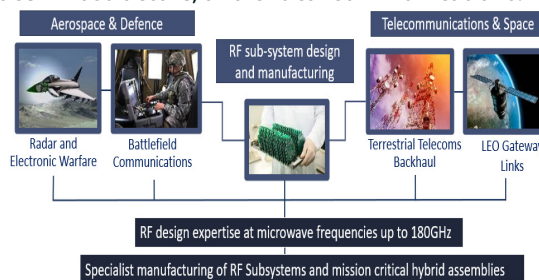 Aerospace & Defence
Telecommunications & Space
RF sub-system design
and manufacturing
Radar and
Electronic Warfare
Battlefield
Communications
Terrestrial Telecoms
Backhaul
LEO Gateway
Links
RF design expertise at microwave frequencies up to 180GHz
Specialist manufacturing of RF Subsystems and mission critical hybrid assemblies